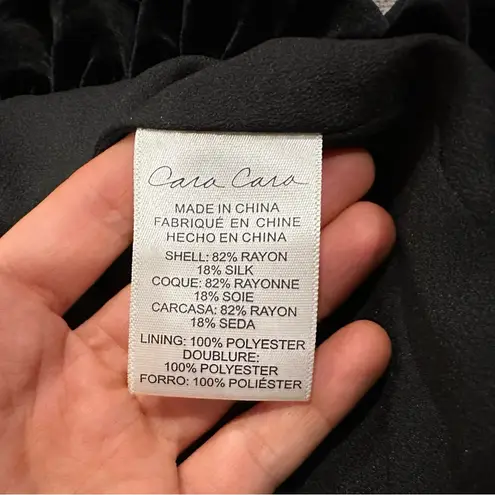 Cara Cara
MADE IN CHINA
FABRIQUÉ EN CHINE
HECHO EN CHINA
SHELL: 82% RAYON
18% SILK
COQUE: 82% RAYONNE
18% SOIE
CARCASA: 82% RAYON
18% SEDA
LINING: 100% POLYESTER
DOUBLURE:
100% POLYESTER
FORRO: 100% POLIÉSTER